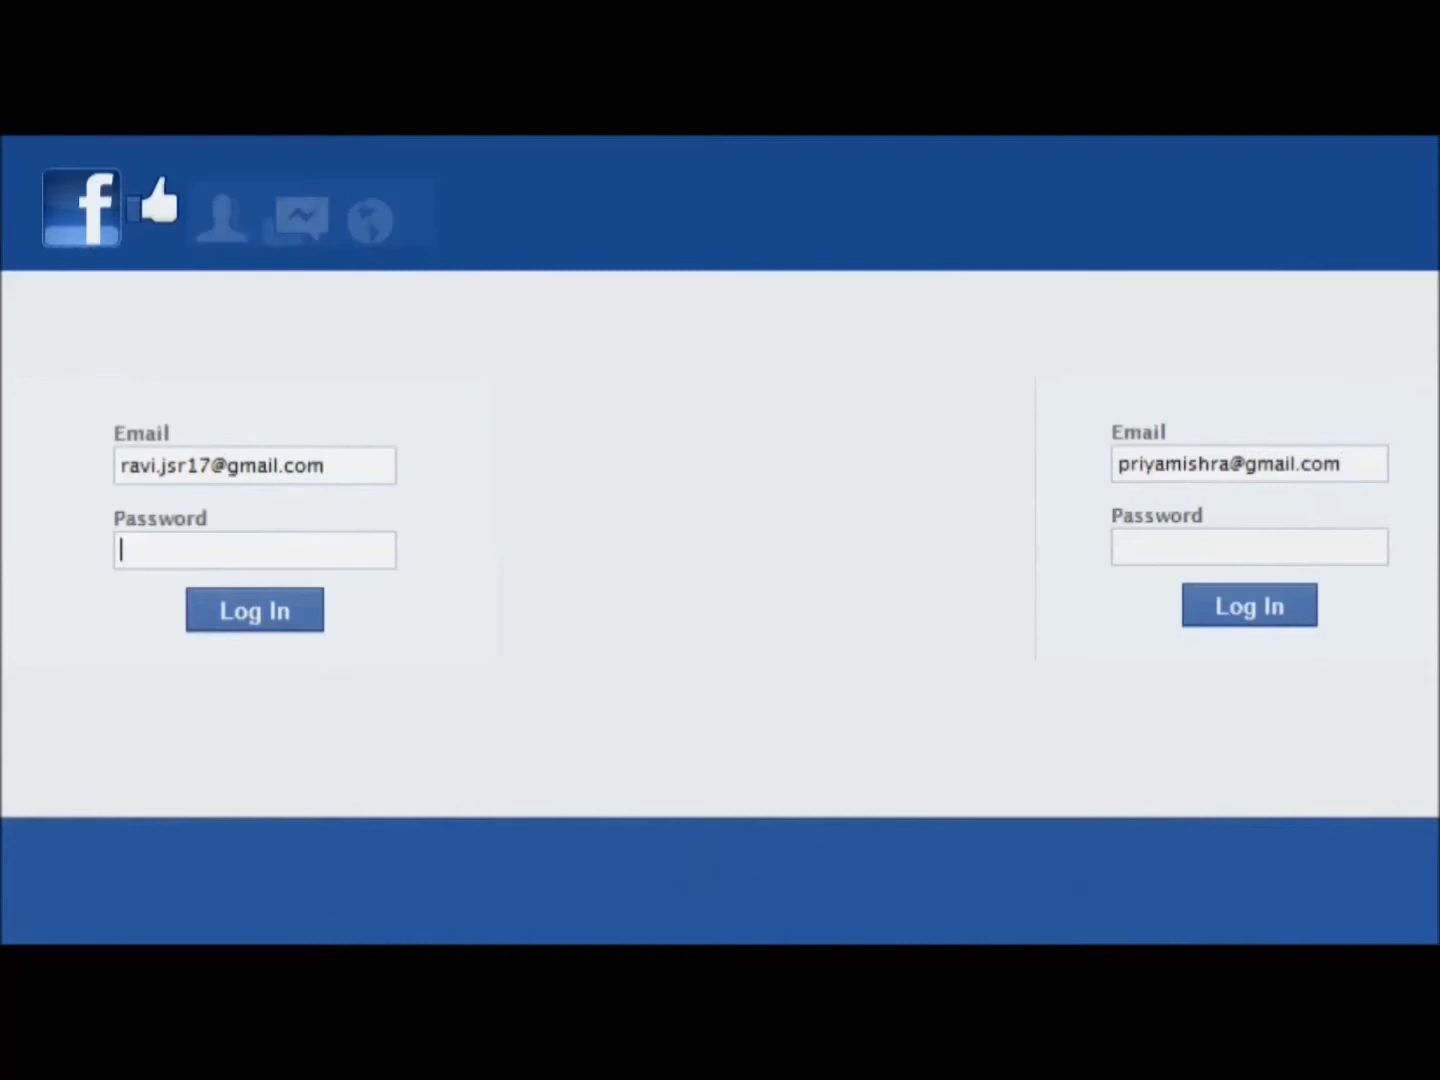 f
Email
ravi.jsr17@gmail.com
Password
Log In
Email
priyamishra@gmail.com
Password
Log In